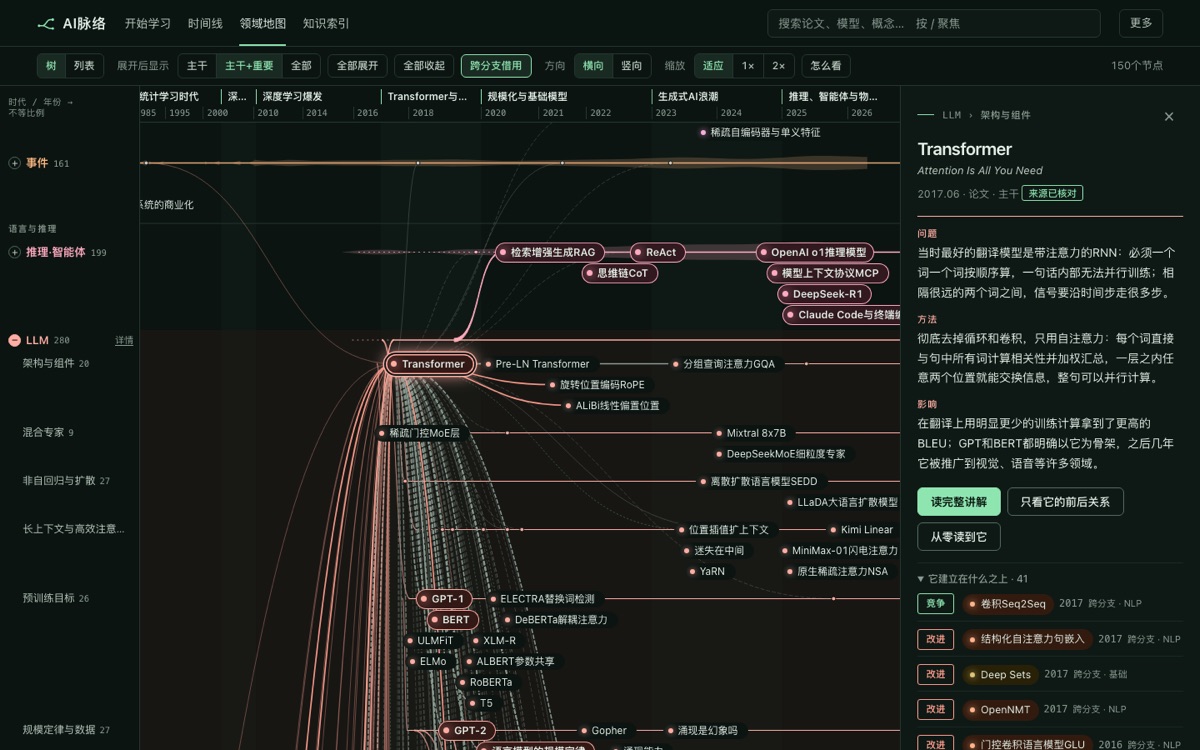 AI脉络
开始学习
时间线
领域地图
知识索引
搜索论文、模型、概念… 按 / 聚焦
更多
树
列表
展开后显示
主干
主干+重要
全部
全部展开
全部收起
跨分支借用
方向
横向
竖向
缩放
适应
1×
2×
怎么看
150个节点
时代 / 年份 →
不等比例
统计学习时代
深…
深度学习爆发
Transformer与…
规模化与基础模型
生成式AI浪潮
推理、智能体与物…
985
1995
2000
2010
2014
2016
2018
2020
2022
2023
2024
2025
2026
稀疏自编码器与单义特征
事件 161
系统的商业化
语言与推理
推理·智能体 199
检索增强生成RAG
ReAct
OpenAI o1推理模型
思维链CoT
模型上下文协议MCP
DeepSeek-R1
Claude Code与终端编
LLM 280
详情
架构与组件 20
Transformer
Pre-LN Transformer
分组查询注意力GQA
旋转位置编码RoPE
ALiBi线性偏置位置
混合专家 9
稀疏门控MoE层
Mixtral 8x7B
DeepSeekMoE细粒度专家
非自回归与扩散 27
离散扩散语言模型SEDD
LLaDA大语言扩散模型
长上下文与高效注意…
位置插值扩上下文
Kimi Linear
迷失在中间
MiniMax-01闪电注意力
YaRN
原生稀疏注意力NSA
预训练目标 26
GPT-1
ELECTRA替换词检测
BERT
DeBERTa解耦注意力
ULMFiT
XLM-R
ELMo
ALBERT参数共享
RoBERTa
T5
规模定律与数据 27
GPT-2
Gopher
涌现是幻象吗
语言模型的规模定律
涌现能力
LLM › 架构与组件
×
Transformer
Attention Is All You Need
2017.06 · 论文 · 主干 来源已核对
问题
当时最好的翻译模型是带注意力的RNN：必须一个
词一个词按顺序算，一句话内部无法并行训练；相
隔很远的两个词之间，信号要沿时间步走很多步。
方法
彻底去掉循环和卷积，只用自注意力：每个词直接
与句中所有词计算相关性并加权汇总，一层之内任
意两个位置就能交换信息，整句可以并行计算。
影响
在翻译上用明显更少的训练计算拿到了更高的
BLEU；GPT和BERT都明确以它为骨架，之后几年
它被推广到视觉、语音等许多领域。
读完整讲解
只看它的前后关系
从零读到它
▾ 它建立在什么之上 · 41
竞争 卷积Seq2Seq 2017 跨分支 · NLP
改进 结构化自注意力句嵌入 2017 跨分支 · NLP
改进 Deep Sets 2017 跨分支 · 基础
改进 OpenNMT 2017 跨分支 · NLP
改进 门控卷积语言模型GLU 2016 跨分支 · NLP